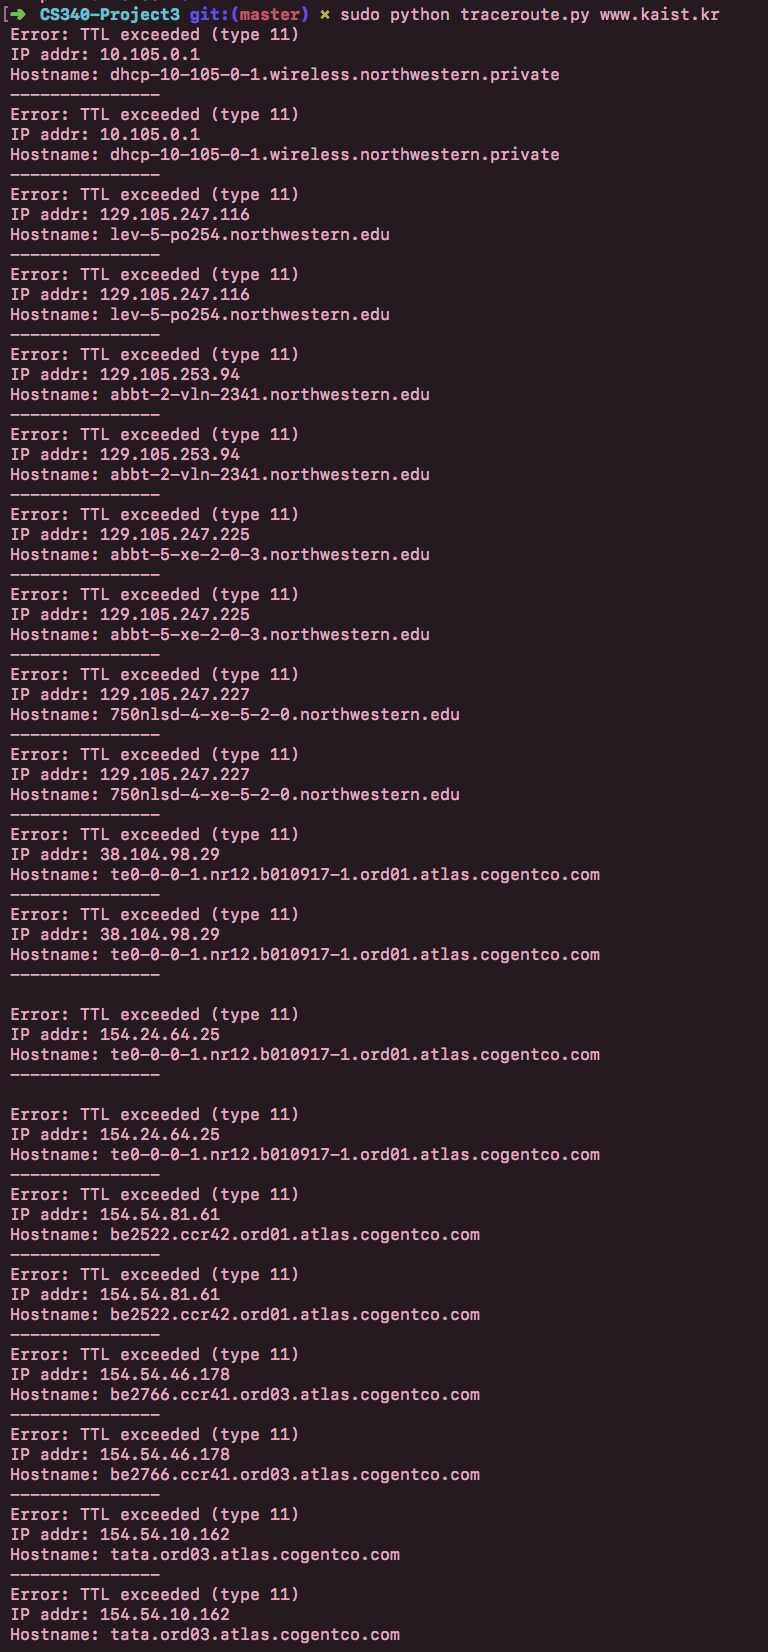 [➜ CS340-Project3 git:(master) × sudo python traceroute.py www.kaist.kr
Error: TTL exceeded (type 11)
IP addr: 10.105.0.1
Hostname: dhcp-10-105-0-1.wireless.northwestern.private
---------------
Error: TTL exceeded (type 11)
IP addr: 10.105.0.1
Hostname: dhcp-10-105-0-1.wireless.northwestern.private
---------------
Error: TTL exceeded (type 11)
IP addr: 129.105.247.116
Hostname: lev-5-po254.northwestern.edu
---------------
Error: TTL exceeded (type 11)
IP addr: 129.105.247.116
Hostname: lev-5-po254.northwestern.edu
---------------
Error: TTL exceeded (type 11)
IP addr: 129.105.253.94
Hostname: abbt-2-vln-2341.northwestern.edu
---------------
Error: TTL exceeded (type 11)
IP addr: 129.105.253.94
Hostname: abbt-2-vln-2341.northwestern.edu
---------------
Error: TTL exceeded (type 11)
IP addr: 129.105.247.225
Hostname: abbt-5-xe-2-0-3.northwestern.edu
---------------
Error: TTL exceeded (type 11)
IP addr: 129.105.247.225
Hostname: abbt-5-xe-2-0-3.northwestern.edu
---------------
Error: TTL exceeded (type 11)
IP addr: 129.105.247.227
Hostname: 750nlsd-4-xe-5-2-0.northwestern.edu
---------------
Error: TTL exceeded (type 11)
IP addr: 129.105.247.227
Hostname: 750nlsd-4-xe-5-2-0.northwestern.edu
---------------
Error: TTL exceeded (type 11)
IP addr: 38.104.98.29
Hostname: te0-0-0-1.nr12.b010917-1.ord01.atlas.cogentco.com
---------------
Error: TTL exceeded (type 11)
IP addr: 38.104.98.29
Hostname: te0-0-0-1.nr12.b010917-1.ord01.atlas.cogentco.com
---------------
Error: TTL exceeded (type 11)
IP addr: 154.24.64.25
Hostname: te0-0-0-1.nr12.b010917-1.ord01.atlas.cogentco.com
---------------
Error: TTL exceeded (type 11)
IP addr: 154.24.64.25
Hostname: te0-0-0-1.nr12.b010917-1.ord01.atlas.cogentco.com
---------------
Error: TTL exceeded (type 11)
IP addr: 154.54.81.61
Hostname: be2522.ccr42.ord01.atlas.cogentco.com
---------------
Error: TTL exceeded (type 11)
IP addr: 154.54.81.61
Hostname: be2522.ccr42.ord01.atlas.cogentco.com
---------------
Error: TTL exceeded (type 11)
IP addr: 154.54.46.178
Hostname: be2766.ccr41.ord03.atlas.cogentco.com
---------------
Error: TTL exceeded (type 11)
IP addr: 154.54.46.178
Hostname: be2766.ccr41.ord03.atlas.cogentco.com
---------------
Error: TTL exceeded (type 11)
IP addr: 154.54.10.162
Hostname: tata.ord03.atlas.cogentco.com
---------------
Error: TTL exceeded (type 11)
IP addr: 154.54.10.162
Hostname: tata.ord03.atlas.cogentco.com